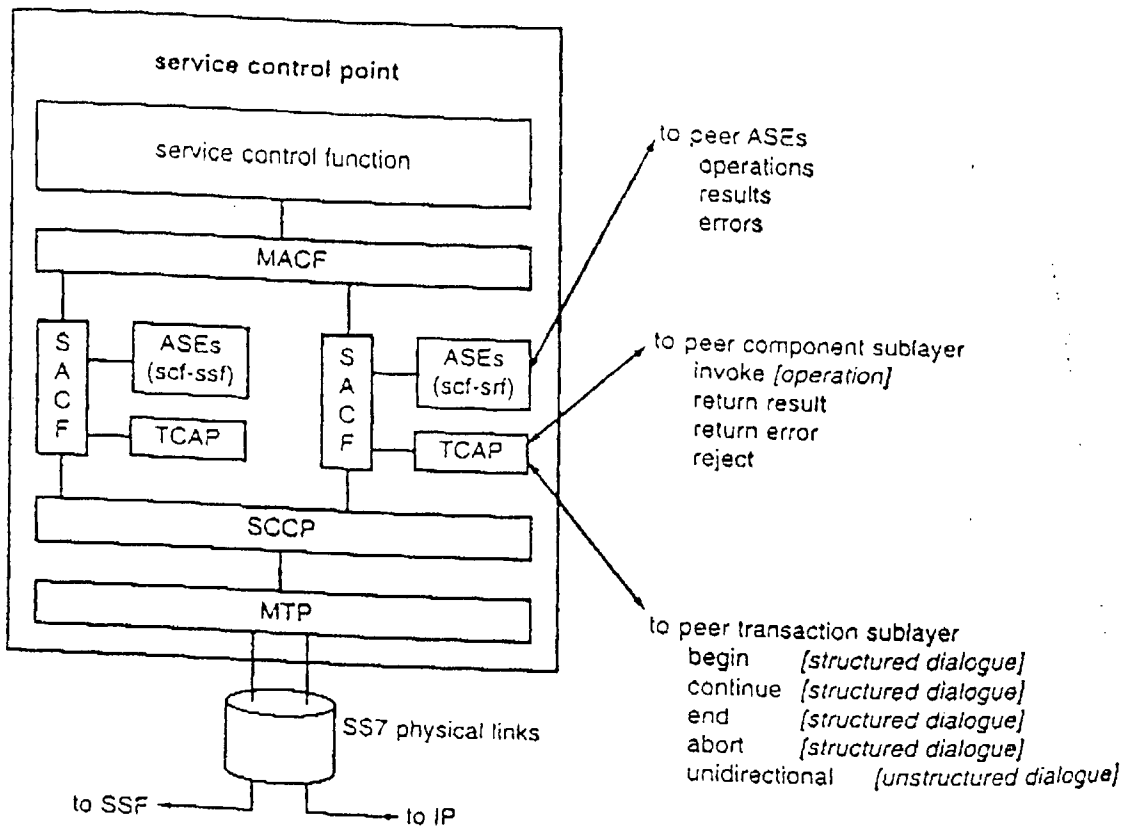 service control point
service control function
MACF
S
A
C
F
ASEs
(scf-ssf)
TCAP
S
A
C
F
ASEs
(scf-srf)
TCAP
SCCP
MTP
SS7 physical links
to SSF
to IP
to peer ASEs
operations
results
errors
to peer component sublayer
invoke [operation]
return result
return error
reject
to peer transaction sublayer
begin [structured dialogue]
continue [structured dialogue]
end [structured dialogue]
abort [structured dialogue]
unidirectional [unstructured dialogue]